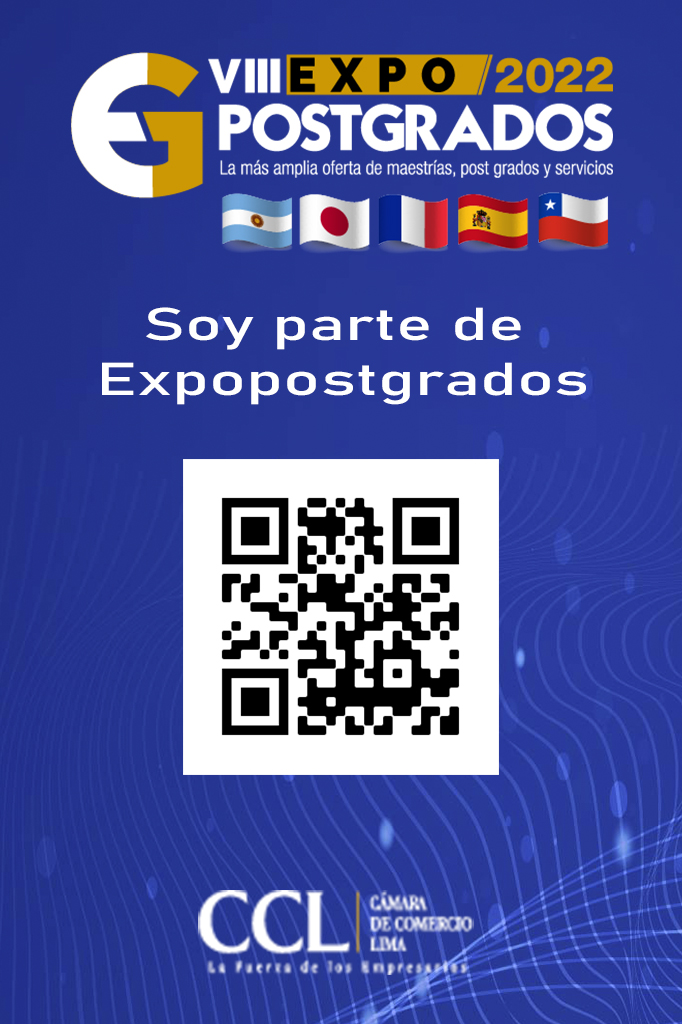 VIII EXPO / 2022
POSTGRADOS
La más amplia oferta de maestrías, post grados y servicios
Soy parte de
Expopostgrados
CCL
CÁMARA
DE COMERCIO
LIMA
La Fuerza de los Empresarios